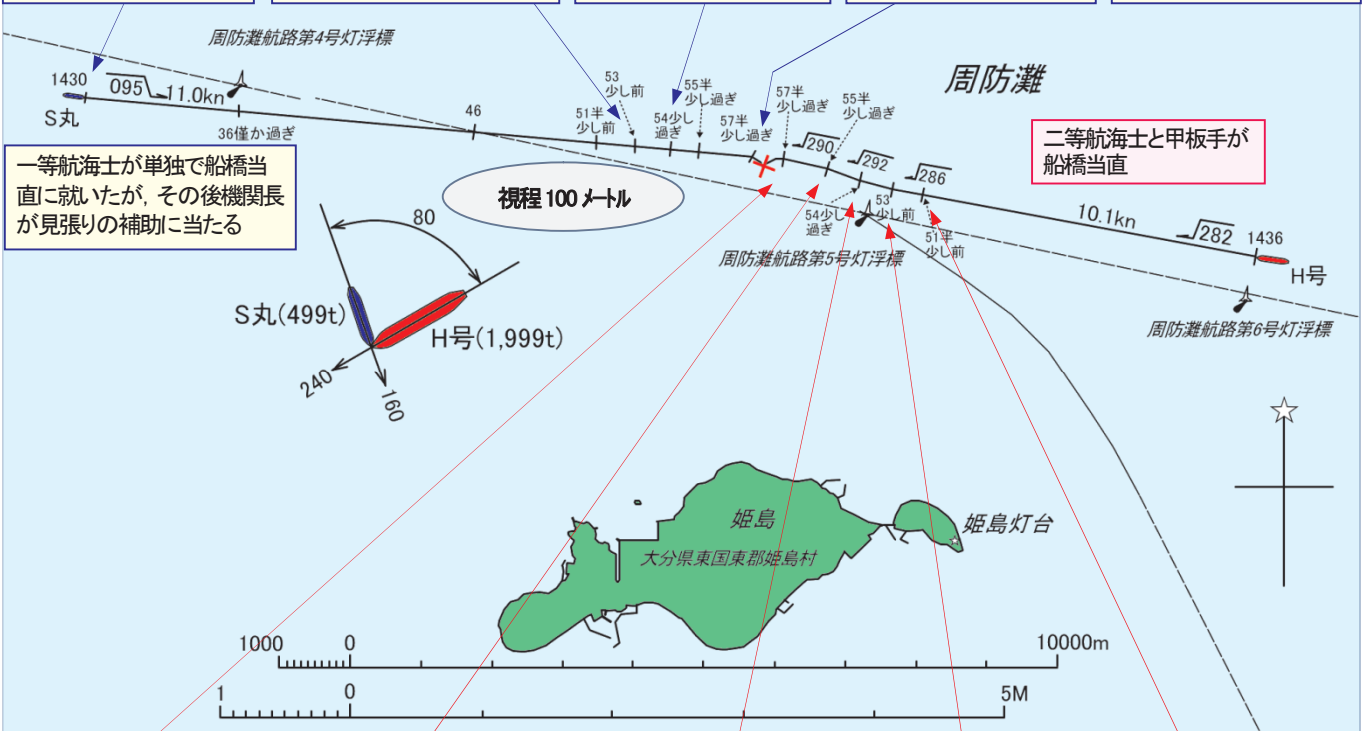 周防灘航路第4号灯浮標
周防灘
1430
S丸
095
11.0kn
36僅か過ぎ
46
51半
少し前
53
少し前
54少し
過ぎ
55半
少し過ぎ
57半
少し過ぎ
57半
少し過ぎ
55半
少し過ぎ
290
292
286
54少し
過ぎ
53
少し前
51半
少し前
10.1kn
282
1436
H号
二等航海士と甲板手が
船橋当直
一等航海士が単独で船橋当
直に就いたが，その後機関長
が見張りの補助に当たる
視程100メートル
周防灘航路第5号灯浮標
周防灘航路第6号灯浮標
80
S丸(499t)
H号(1,999t)
240
160
姫島
大分県東国東郡姫島村
姫島灯台
1000
0
10000m
1
0
5M